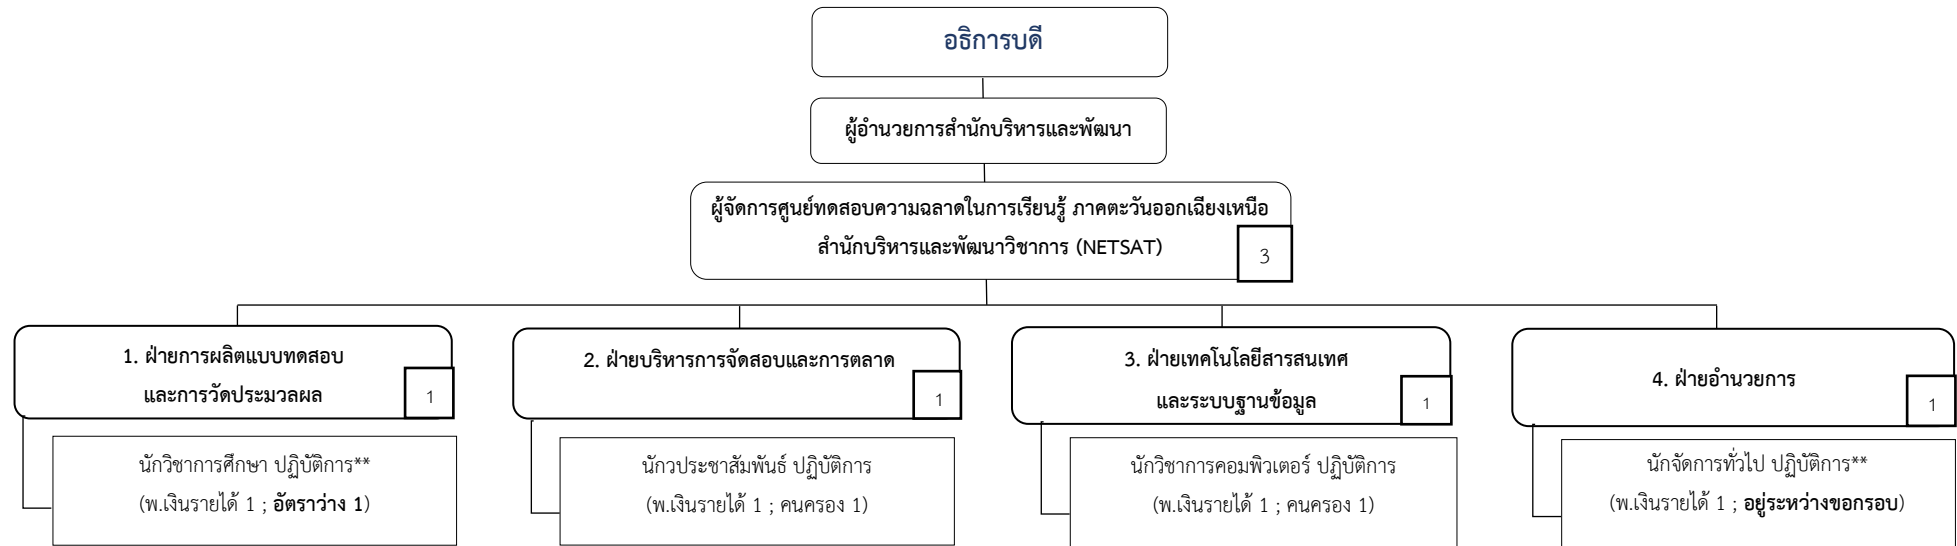 อธิการบดี
ผู้อำนวยการสำนักบริหารและพัฒนา
ผู้จัดการศูนย์ทดสอบความฉลาดในการเรียนรู้ ภาคตะวันออกเฉียงเหนือ
สำนักบริหารและพัฒนาวิชาการ (NETSAT)
3
1. ฝ่ายการผลิตแบบทดสอบ
และการวัดประมวลผล
1
นักวิชาการศึกษา ปฏิบัติการ**
(พ.เงินรายได้ 1 ; อัตราว่าง 1)
2. ฝ่ายบริหารการจัดสอบและการตลาด
1
นักวประชาสัมพันธ์ ปฏิบัติการ
(พ.เงินรายได้ 1 ; คนครอง 1)
3. ฝ่ายเทคโนโลยีสารสนเทศ
และระบบฐานข้อมูล
1
นักวิชาการคอมพิวเตอร์ ปฏิบัติการ
(พ.เงินรายได้ 1 ; คนครอง 1)
4. ฝ่ายอำนวยการ
1
นักจัดการทั่วไป ปฏิบัติการ**
(พ.เงินรายได้ 1 ; อยู่ระหว่างขอกรอบ)